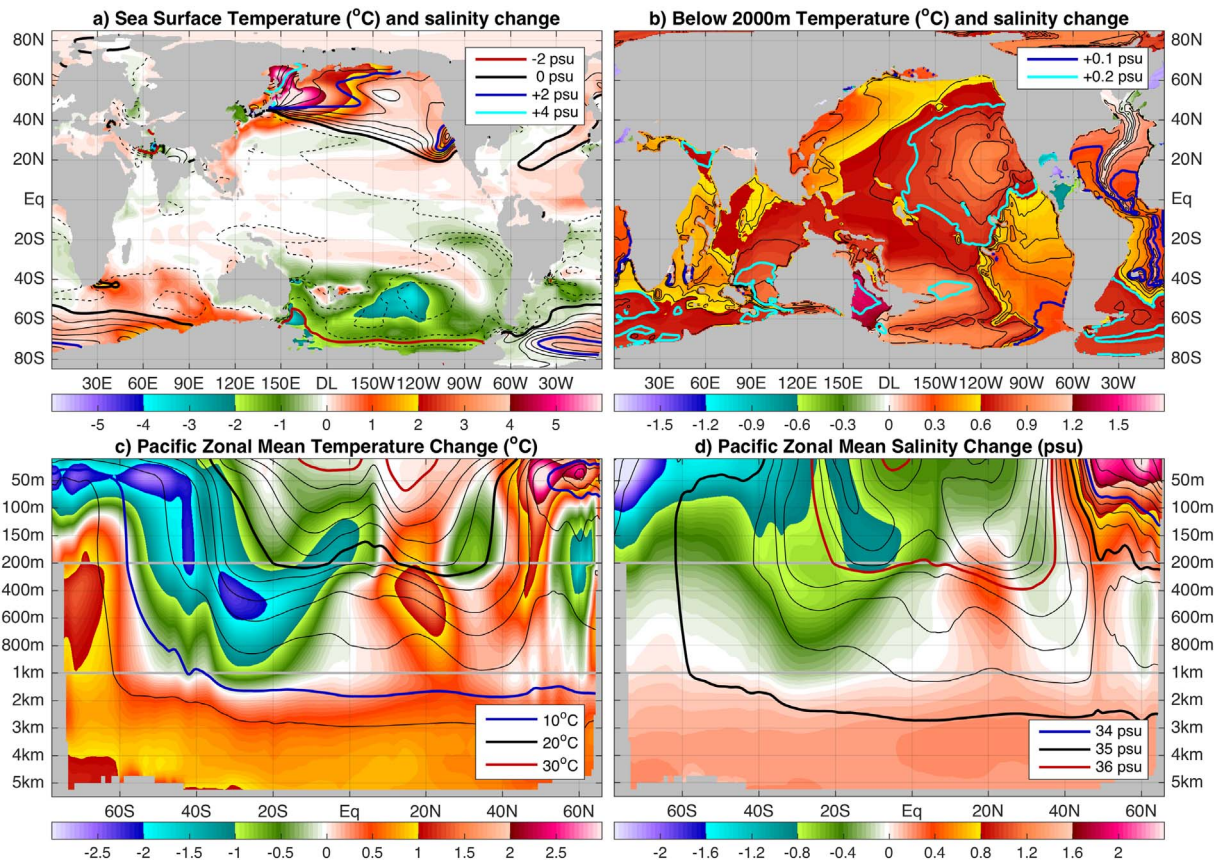 a) Sea Surface Temperature (°C) and salinity change
80N
60N
40N
20N
Eq
20S
40S
60S
80S
-2 psu
0 psu
+2 psu
+4 psu
30E 60E 90E 120E 150E DL 150W 120W 90W 60W 30W
-5 -4 -3 -2 -1 0 1 2 3 4 5
b) Below 2000m Temperature (°C) and salinity change
+0.1 psu
+0.2 psu
80N
60N
40N
20N
Eq
20S
40S
60S
80S
30E 60E 90E 120E 150E DL 150W 120W 90W 60W 30W
-1.5 -1.2 -0.9 -0.6 -0.3 0 0.3 0.6 0.9 1.2 1.5
c) Pacific Zonal Mean Temperature Change (°C)
50m
100m
150m
200m
400m
600m
800m
1km
2km
3km
4km
5km
10°C
20°C
30°C
60S 40S 20S Eq 20N 40N 60N
-2.5 -2 -1.5 -1 -0.5 0 0.5 1 1.5 2 2.5
d) Pacific Zonal Mean Salinity Change (psu)
50m
100m
150m
200m
400m
600m
800m
1km
2km
3km
4km
5km
34 psu
35 psu
36 psu
60S 40S 20S Eq 20N 40N 60N
-2 -1.6 -1.2 -0.8 -0.4 0 0.4 0.8 1.2 1.6 2